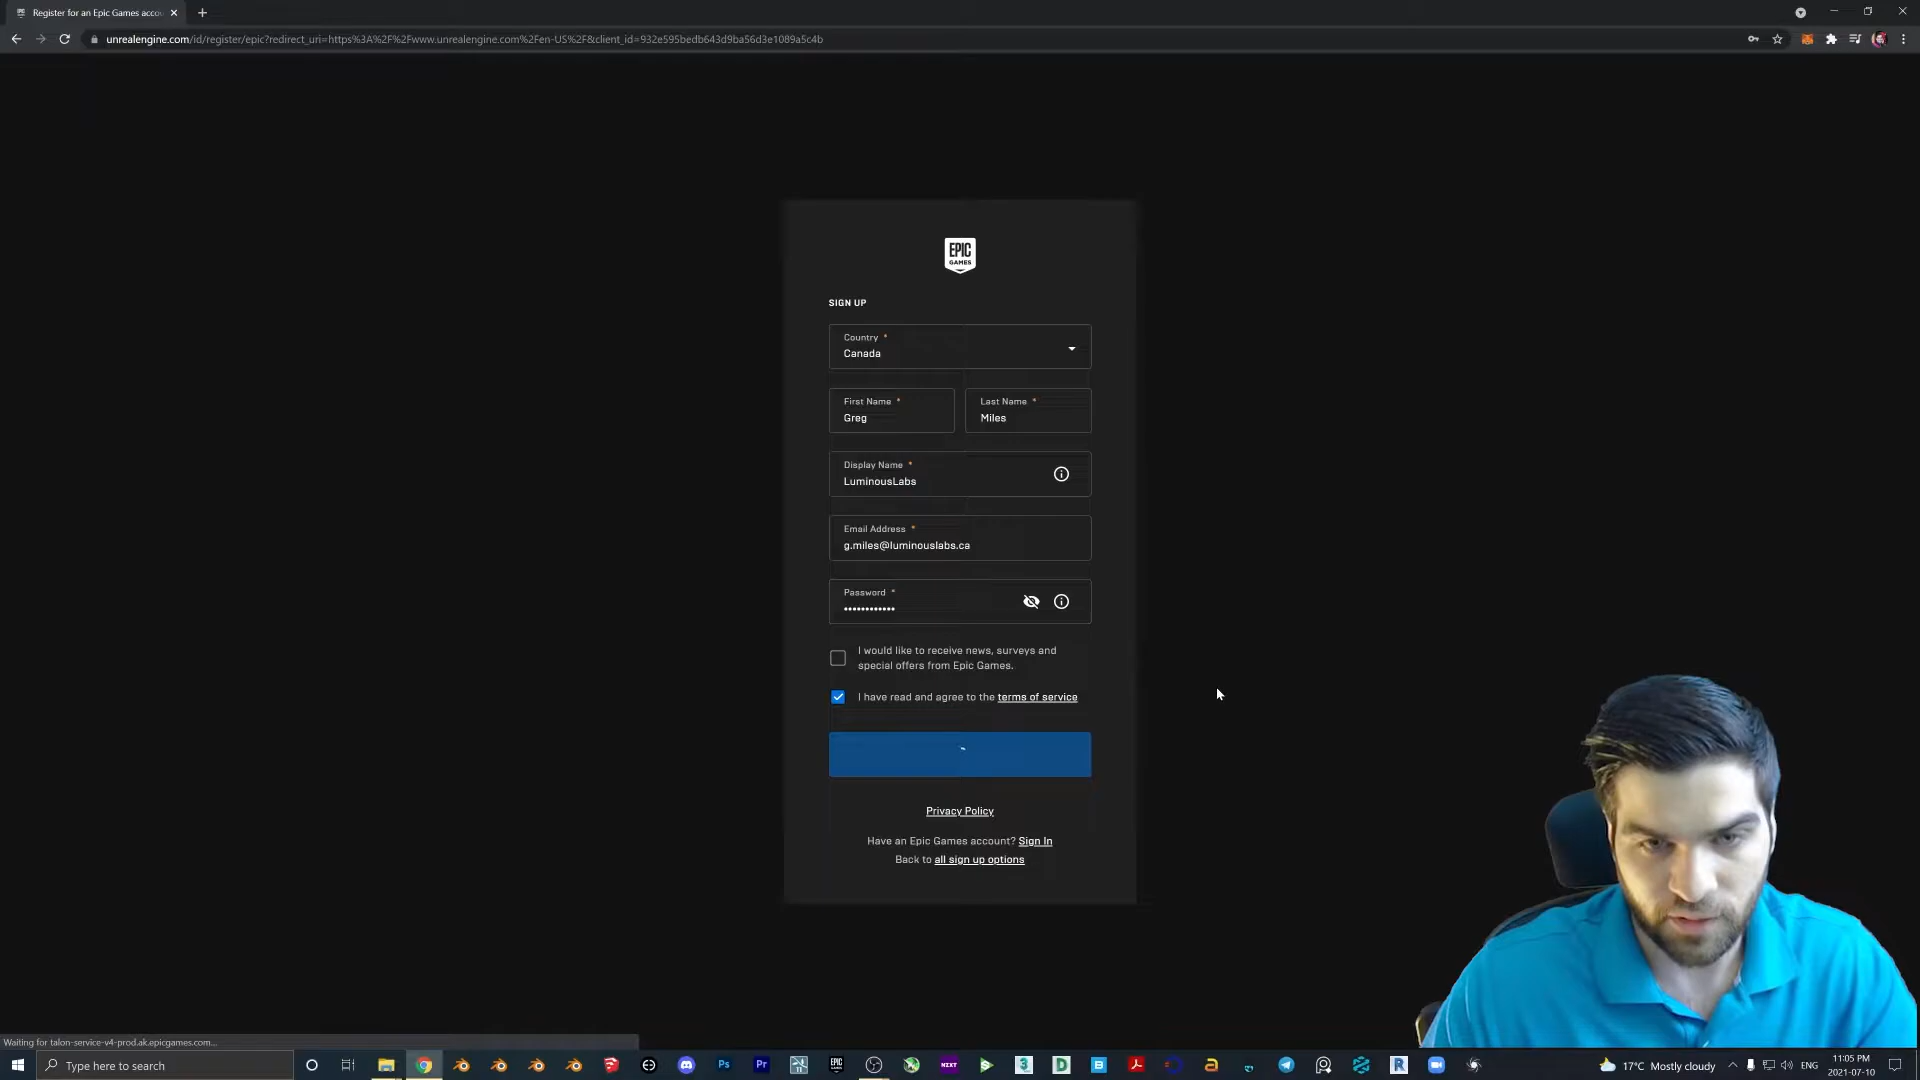 Register for an Epic Games acco
unrealengine.com/id/register/epic?redirect_uri=https%3A%2F%2Fwww.unrealengine.com%2Fen-US%2F&client_id=932e595bedb643d9ba56d3e1089a5c4b
EPIC
GAMES
SIGN UP
Country *
Canada
First Name *
Last Name *
Greg
Miles
Display Name *
LuminousLabs
Email Address *
g.miles@luminouslabs.ca
Password *
••••••••••••
I would like to receive news, surveys and
special offers from Epic Games.
I have read and agree to the terms of service
Privacy Policy
Have an Epic Games account? Sign In
Back to all sign up options
Waiting for talon-service-v4-prod.ak.epicgames.com...
Type here to search
Ps
Pr
EPIC
NZXT
3
D
B
a
R
17°C Mostly cloudy
ENG
11:05 PM
2021-07-10